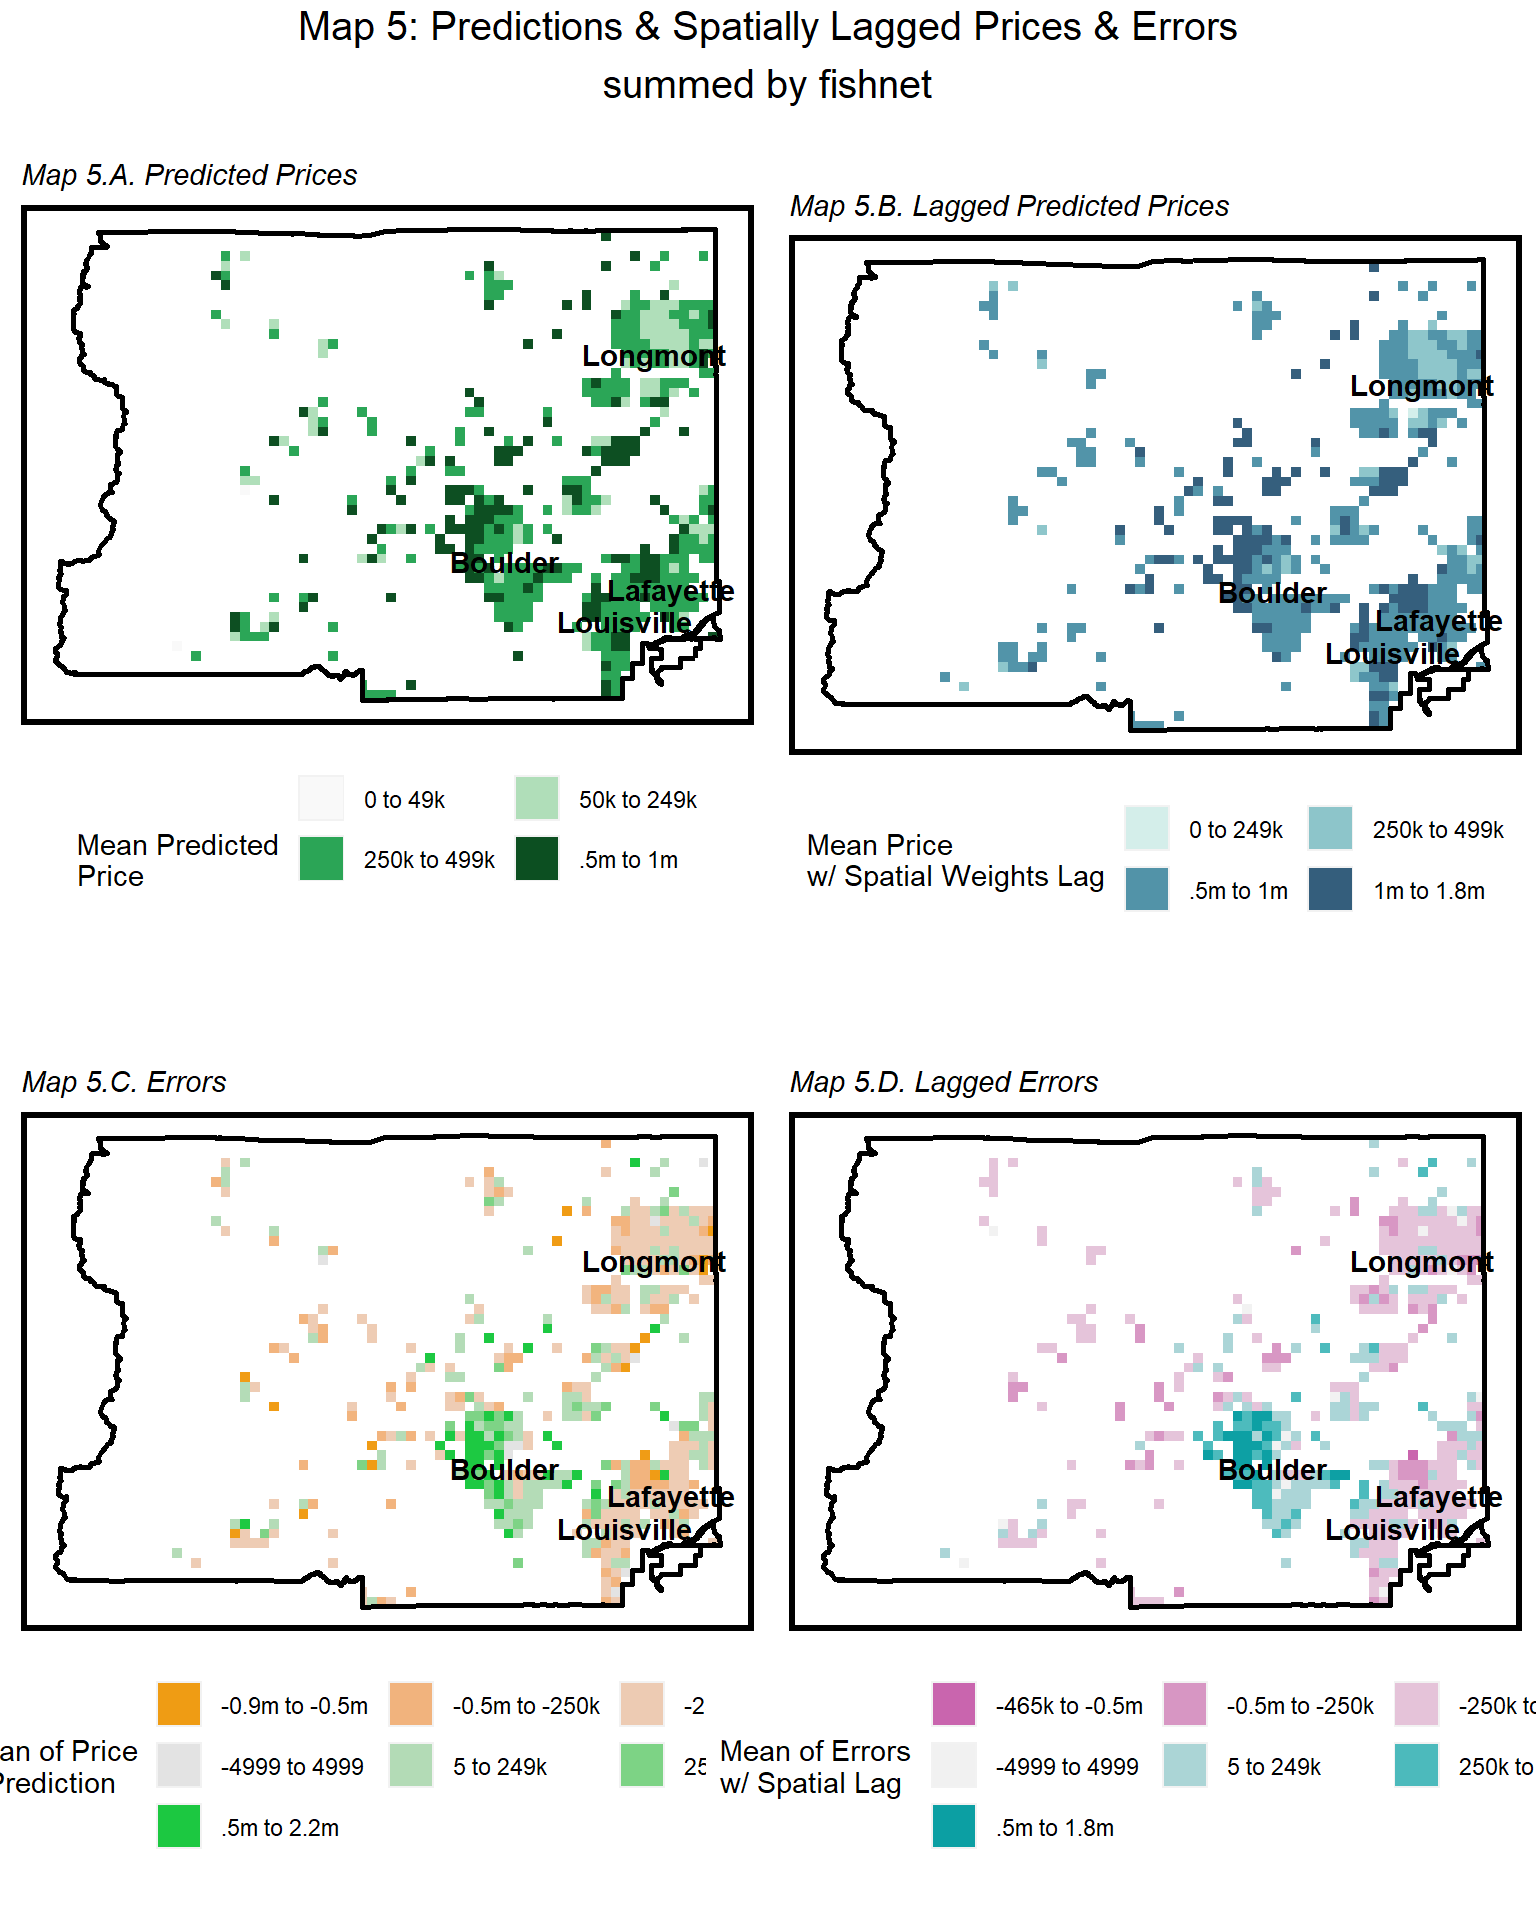 Map 5: Predictions & Spatially Lagged Prices & Errors
summed by fishnet
Map 5.A. Predicted Prices
Longmont
Boulder
Lafayette
Louisville
Mean Predicted
Price
0 to 49k
50k to 249k
250k to 499k
.5m to 1m
Map 5.B. Lagged Predicted Prices
Longmont
Boulder
Lafayette
Louisville
Mean Price
w/ Spatial Weights Lag
0 to 249k
250k to 499k
.5m to 1m
1m to 1.8m
Map 5.C. Errors
Longmont
Boulder
Lafayette
Louisville
an of Price
Prediction
-0.9m to -0.5m
-0.5m to -250k
-2
-4999 to 4999
5 to 249k
25
.5m to 2.2m
Map 5.D. Lagged Errors
Longmont
Boulder
Lafayette
Louisville
Mean of Errors
w/ Spatial Lag
-465k to -0.5m
-0.5m to -250k
-250k to
-4999 to 4999
5 to 249k
250k to
.5m to 1.8m